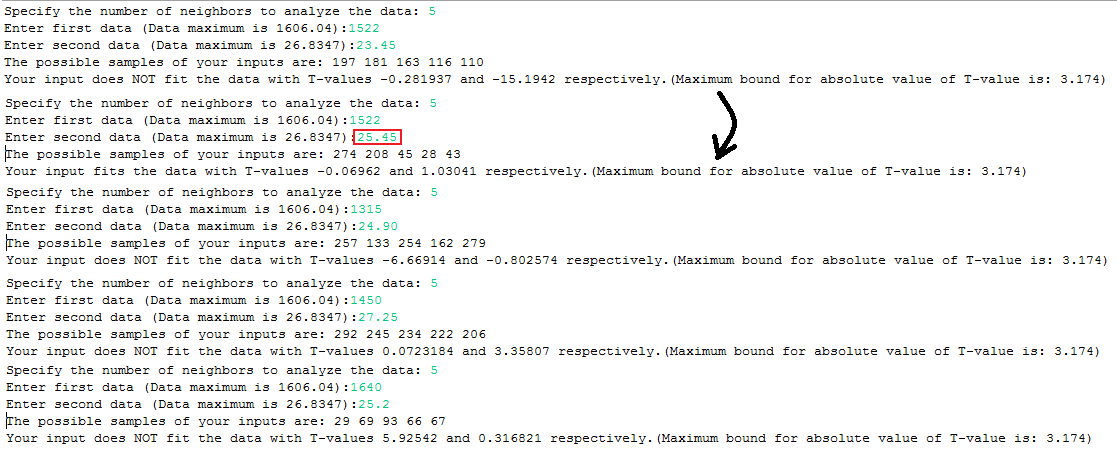 Specify the number of neighbors to analyze the data: 5
Enter first data (Data maximum is 1606.04):1522
Enter second data (Data maximum is 26.8347):23.45
The possible samples of your inputs are: 197 181 163 116 110
Your input does NOT fit the data with T-values -0.281937 and -15.1942 respectively.(Maximum bound for absolute value of T-value is: 3.174)
Specify the number of neighbors to analyze the data: 5
Enter first data (Data maximum is 1606.04):1522
Enter second data (Data maximum is 26.8347):25.45
The possible samples of your inputs are: 274 208 45 28 43
Your input fits the data with T-values -0.06962 and 1.03041 respectively.(Maximum bound for absolute value of T-value is: 3.174)
Specify the number of neighbors to analyze the data: 5
Enter first data (Data maximum is 1606.04):1315
Enter second data (Data maximum is 26.8347):24.90
The possible samples of your inputs are: 257 133 254 162 279
Your input does NOT fit the data with T-values -6.66914 and -0.802574 respectively.(Maximum bound for absolute value of T-value is: 3.174)
Specify the number of neighbors to analyze the data: 5
Enter first data (Data maximum is 1606.04):1450
Enter second data (Data maximum is 26.8347):27.25
The possible samples of your inputs are: 292 245 234 222 206
Your input does NOT fit the data with T-values 0.0723184 and 3.35807 respectively.(Maximum bound for absolute value of T-value is: 3.174)
Specify the number of neighbors to analyze the data: 5
Enter first data (Data maximum is 1606.04):1640
Enter second data (Data maximum is 26.8347):25.2
The possible samples of your inputs are: 29 69 93 66 67
Your input does NOT fit the data with T-values 5.92542 and 0.316821 respectively.(Maximum bound for absolute value of T-value is: 3.174)